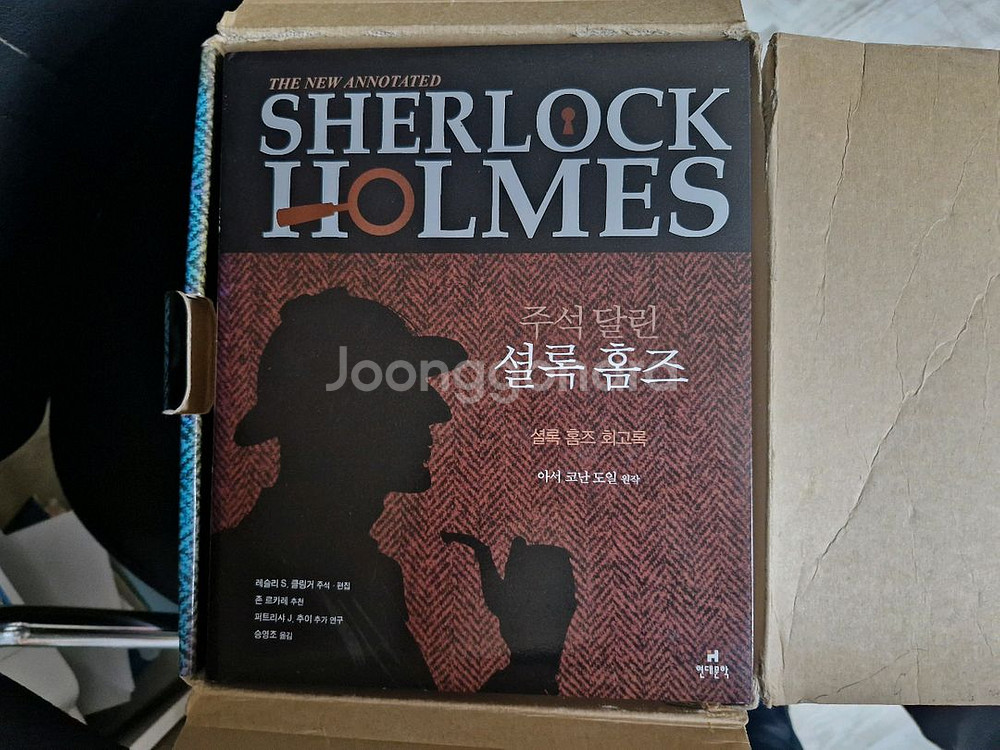 THE NEW ANNOTATED
SHERLOCK
HOLMES
주석 달린
셜록 홈즈
셜록 홈즈 회고록
아서 코난 도일 원작
레슬리 S. 클링거 주석 · 편집
존 르카레 추천
퍼트리샤 J. 추이 추가 연구
승영조 옮김
현대문학